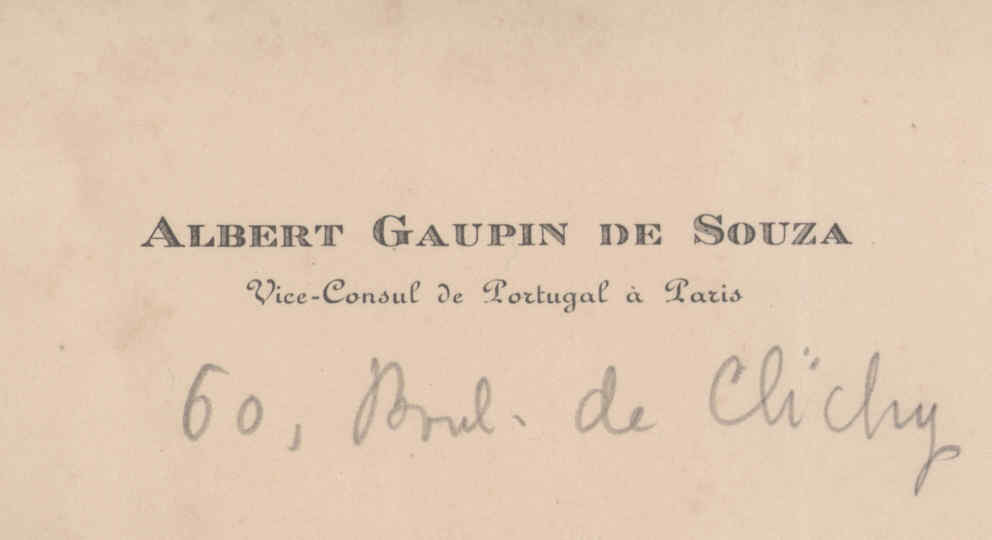 ALBERT GAUPIN DE SOUZA
Vice-Consul de Portugal à Paris
60, Boul. de Clichy